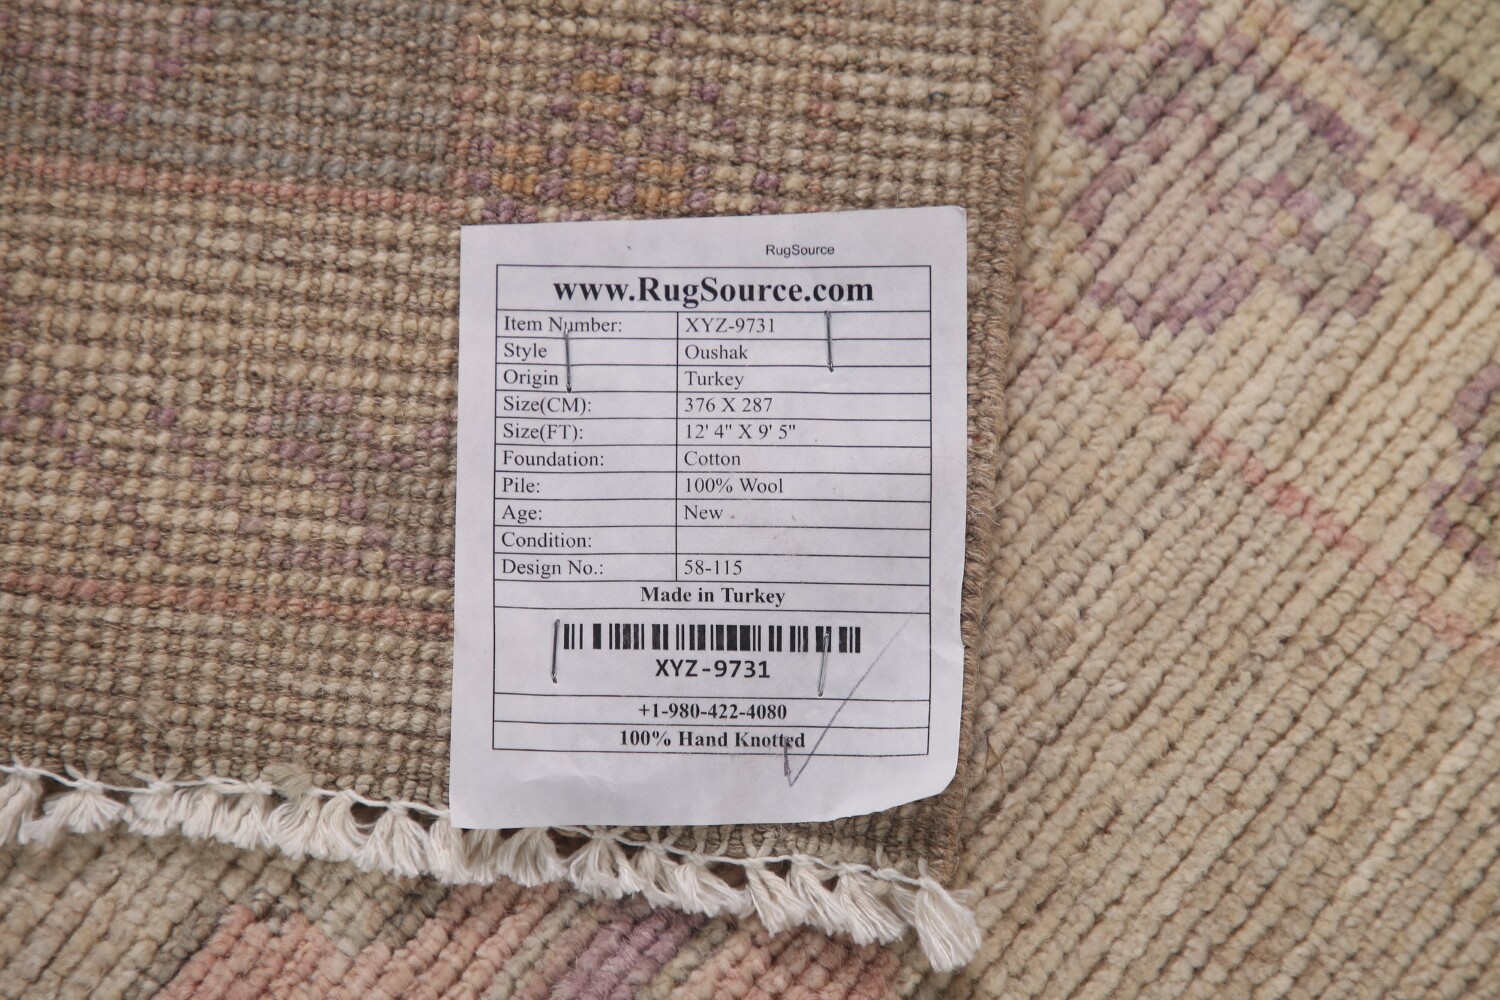 RugSource
www.RugSource.com
Item Number: XYZ-9731
Style Oushak
Origin Turkey
Size(CM): 376 X 287
Size(FT): 12' 4" X 9' 5"
Foundation: Cotton
Pile: 100% Wool
Age: New
Condition:
Design No.: 58-115
Made in Turkey
XYZ-9731
+1-980-422-4080
100% Hand Knotted